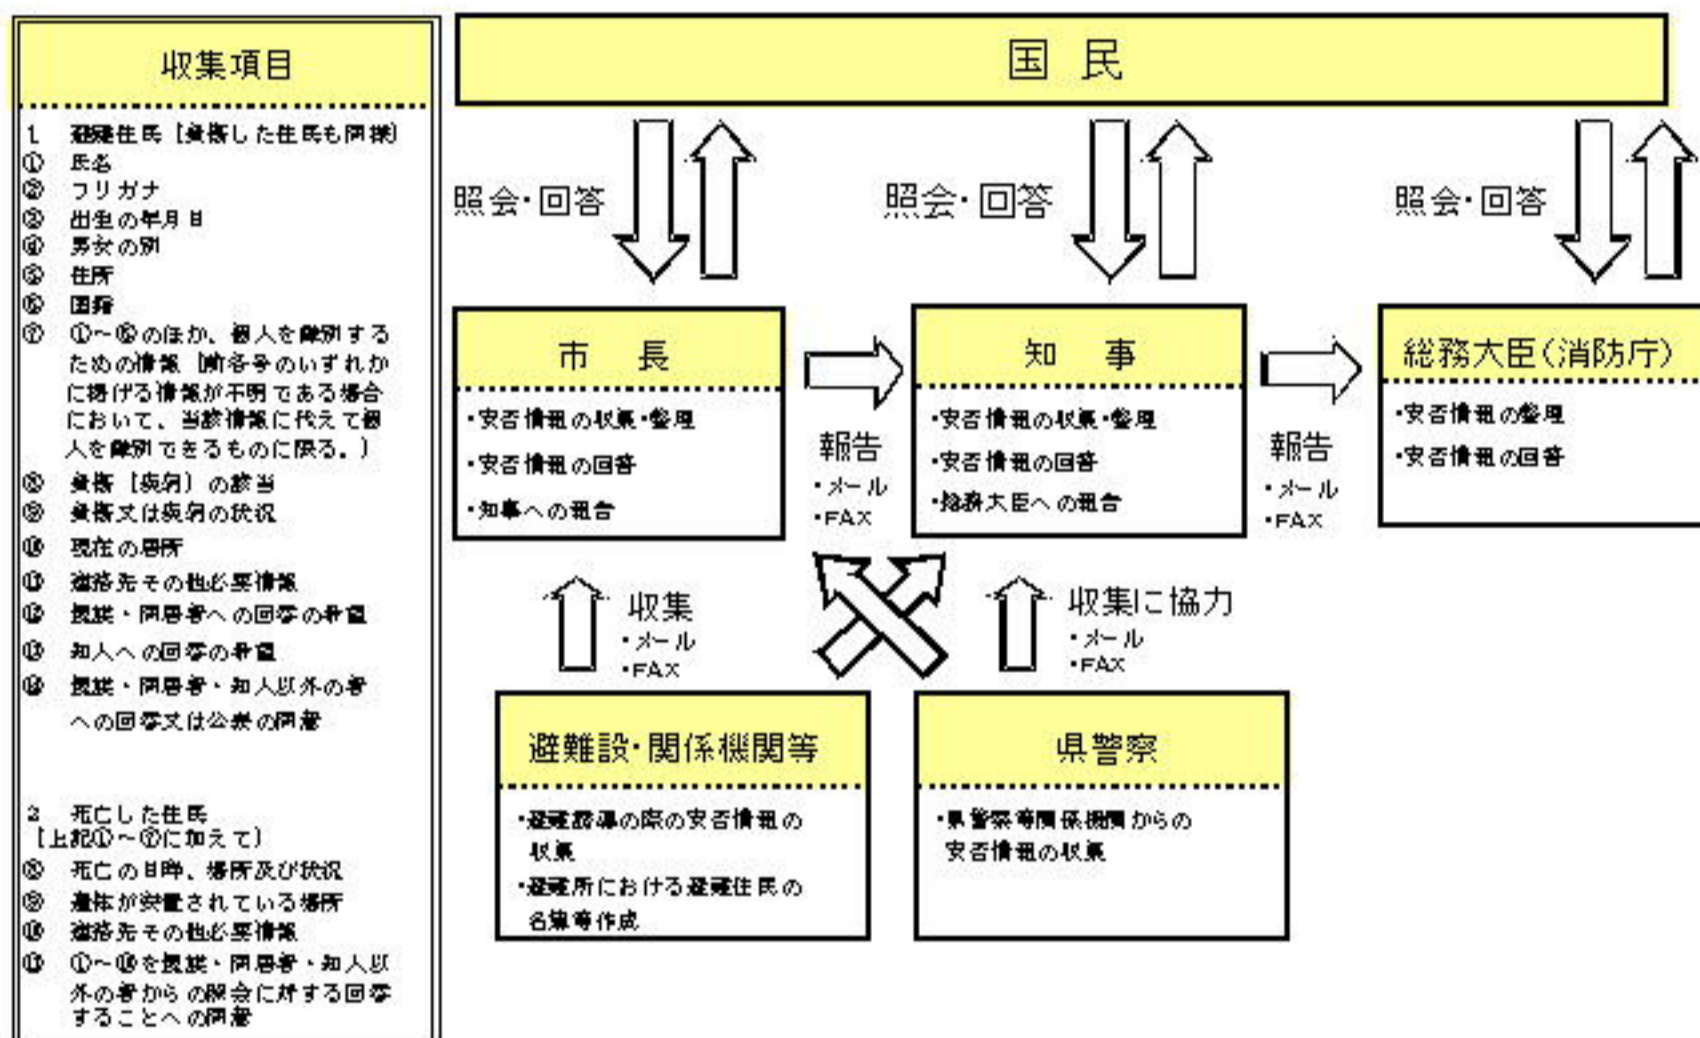 収集項目
1 避難住民（負傷した住民も同様）
① 氏名
② フリガナ
③ 出生の年月日
④ 男女の別
⑤ 住所
⑥ 国籍
⑦ ①～⑥のほか、個人を識別する
ための情報（前各号のいずれか
に掲げる情報が不明である場合
において、当該情報に代えて個
人を識別できるものに限る。）
⑧ 負傷（疾病）の該当
⑨ 負傷又は疾病の状況
⑩ 現在の居所
⑪ 連絡先その他必要情報
⑫ 親族・同居者への回答の希望
⑬ 知人への回答の希望
⑭ 親族・同居者・知人以外の者
への回答又は公表の同意
2 死亡した住民
（上記①～⑦に加えて）
⑧ 死亡の日時、場所及び状況
⑨ 遺体が安置されている場所
⑩ 連絡先その他必要情報
⑪ ①～⑩を親族・同居者・知人以
外の者からの照会に対する回答
することへの同意
国 民
照会・回答
照会・回答
照会・回答
市 長
・安否情報の収集・整理
・安否情報の回答
・知事への報告
報告
・メール
・FAX
知 事
・安否情報の収集・整理
・安否情報の回答
・総務大臣への報告
報告
・メール
・FAX
総務大臣（消防庁）
・安否情報の整理
・安否情報の回答
収集
・メール
・FAX
収集に協力
・メール
・FAX
避難設・関係機関等
・避難誘導の際の安否情報の
収集
・避難所における避難住民の
名簿等作成
県警察
・県警察等関係機関からの
安否情報の収集